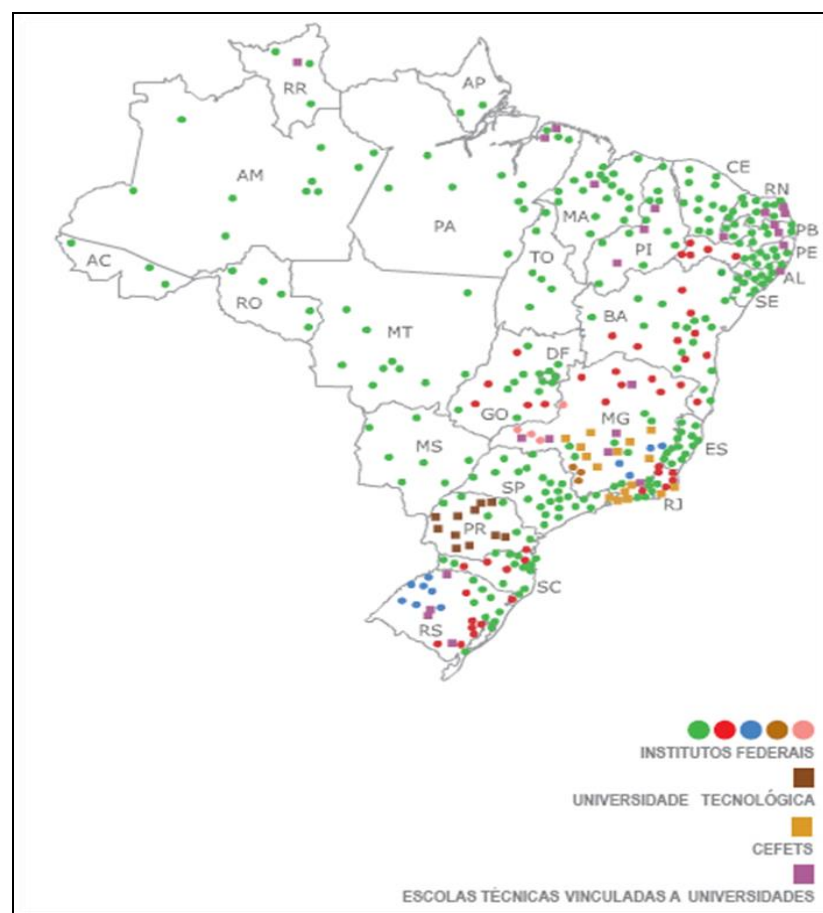 RR
AP
AM
PA
MA
CE
RN
PB
PE
AL
SE
PI
TO
AC
RO
BA
MT
DF
GO
MG
ES
MS
SP
RJ
PR
SC
RS
INSTITUTOS FEDERAIS
UNIVERSIDADE TECNOLÓGICA
CEFETS
ESCOLAS TÉCNICAS VINCULADAS A UNIVERSIDADES